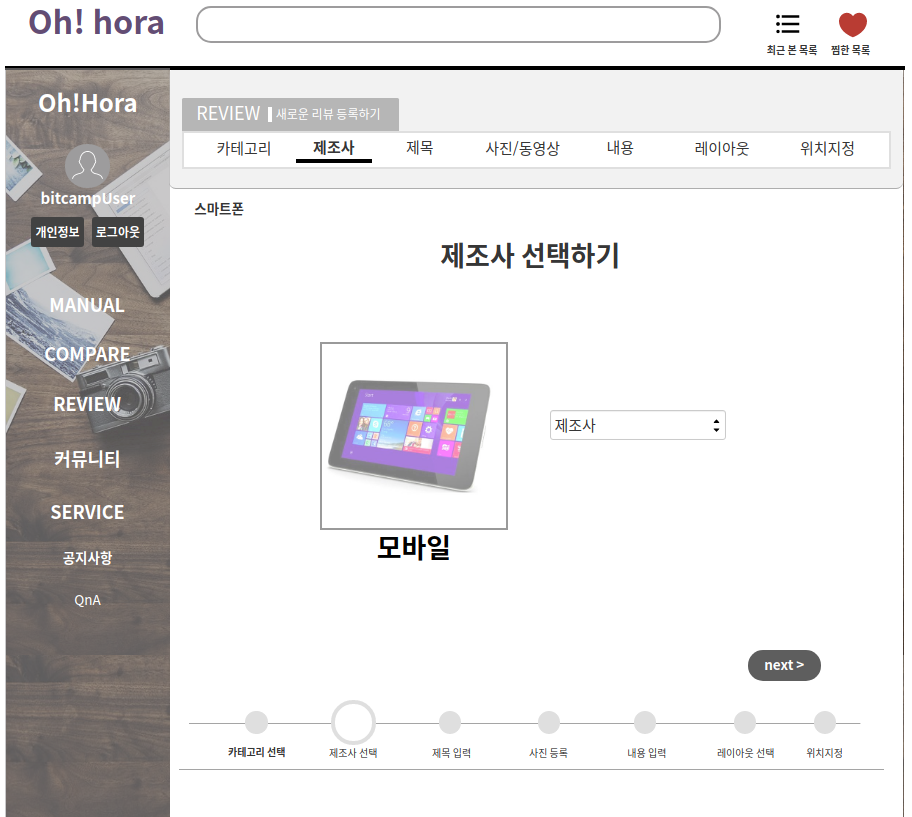 Oh! hora
최근 본 목록 찜한 목록
Oh!Hora
bitcampUser
개인정보 로그아웃
MANUAL
COMPARE
REVIEW
커뮤니티
SERVICE
공지사항
QnA
REVIEW 새로운 리뷰 등록하기
카테고리 제조사 제목 사진/동영상 내용 레이아웃 위치지정
스마트폰
제조사 선택하기
제조사
모바일
next >
카테고리 선택 제조사 선택 제목 입력 사진 등록 내용 입력 레이아웃 선택 위치지정